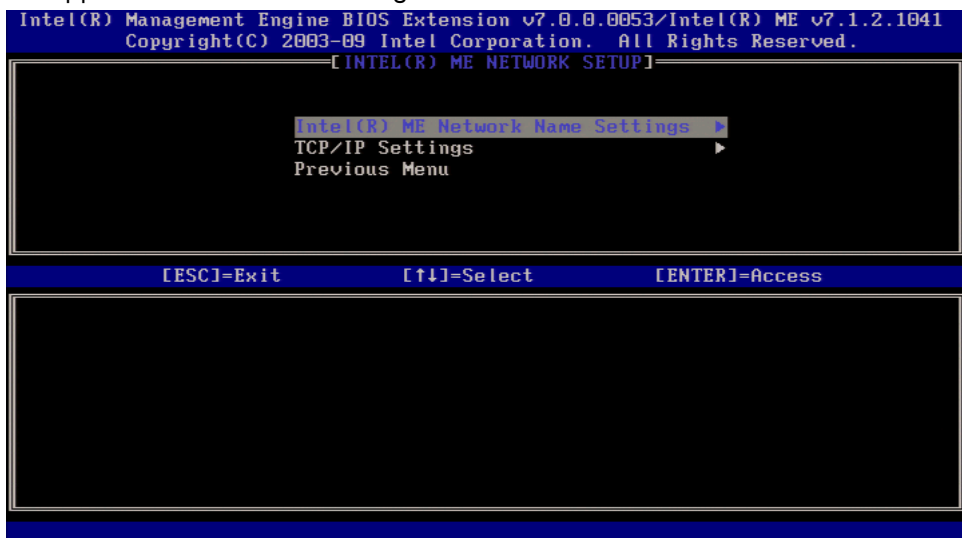 Intel(R) Management Engine BIOS Extension v7.0.0.0053/Intel(R) ME v7.1.2.1041
Copyright(C) 2003-09 Intel Corporation. All Rights Reserved.
[INTEL(R) ME NETWORK SETUP]
Intel(R) ME Network Name Settings ►
TCP/IP Settings ►
Previous Menu
[ESC]=Exit [↑↓]=Select [ENTER]=Access